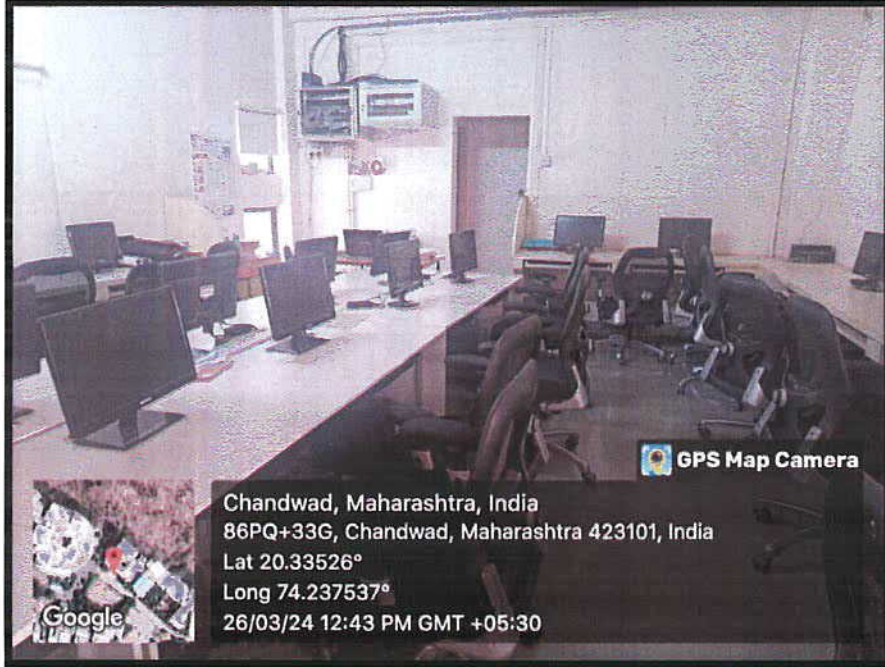 GPS Map Camera
Chandwad, Maharashtra, India
86PQ+33G, Chandwad, Maharashtra 423101, India
Lat 20.33526°
Long 74.237537°
26/03/24 12:43 PM GMT +05:30
Google